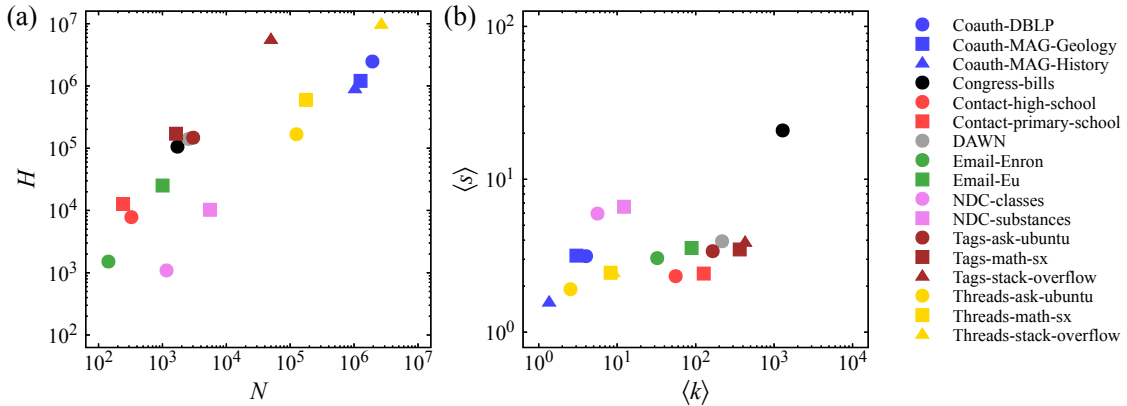 (a)
H
10^7
10^6
10^5
10^4
10^3
10^2
10^2 10^3 10^4 10^5 10^6 10^7
N
(b)
⟨s⟩
10^2
10^1
10^0
10^0 10^1 10^2 10^3 10^4
⟨k⟩
Coauth-DBLP
Coauth-MAG-Geology
Coauth-MAG-History
Congress-bills
Contact-high-school
Contact-primary-school
DAWN
Email-Enron
Email-Eu
NDC-classes
NDC-substances
Tags-ask-ubuntu
Tags-math-sx
Tags-stack-overflow
Threads-ask-ubuntu
Threads-math-sx
Threads-stack-overflow